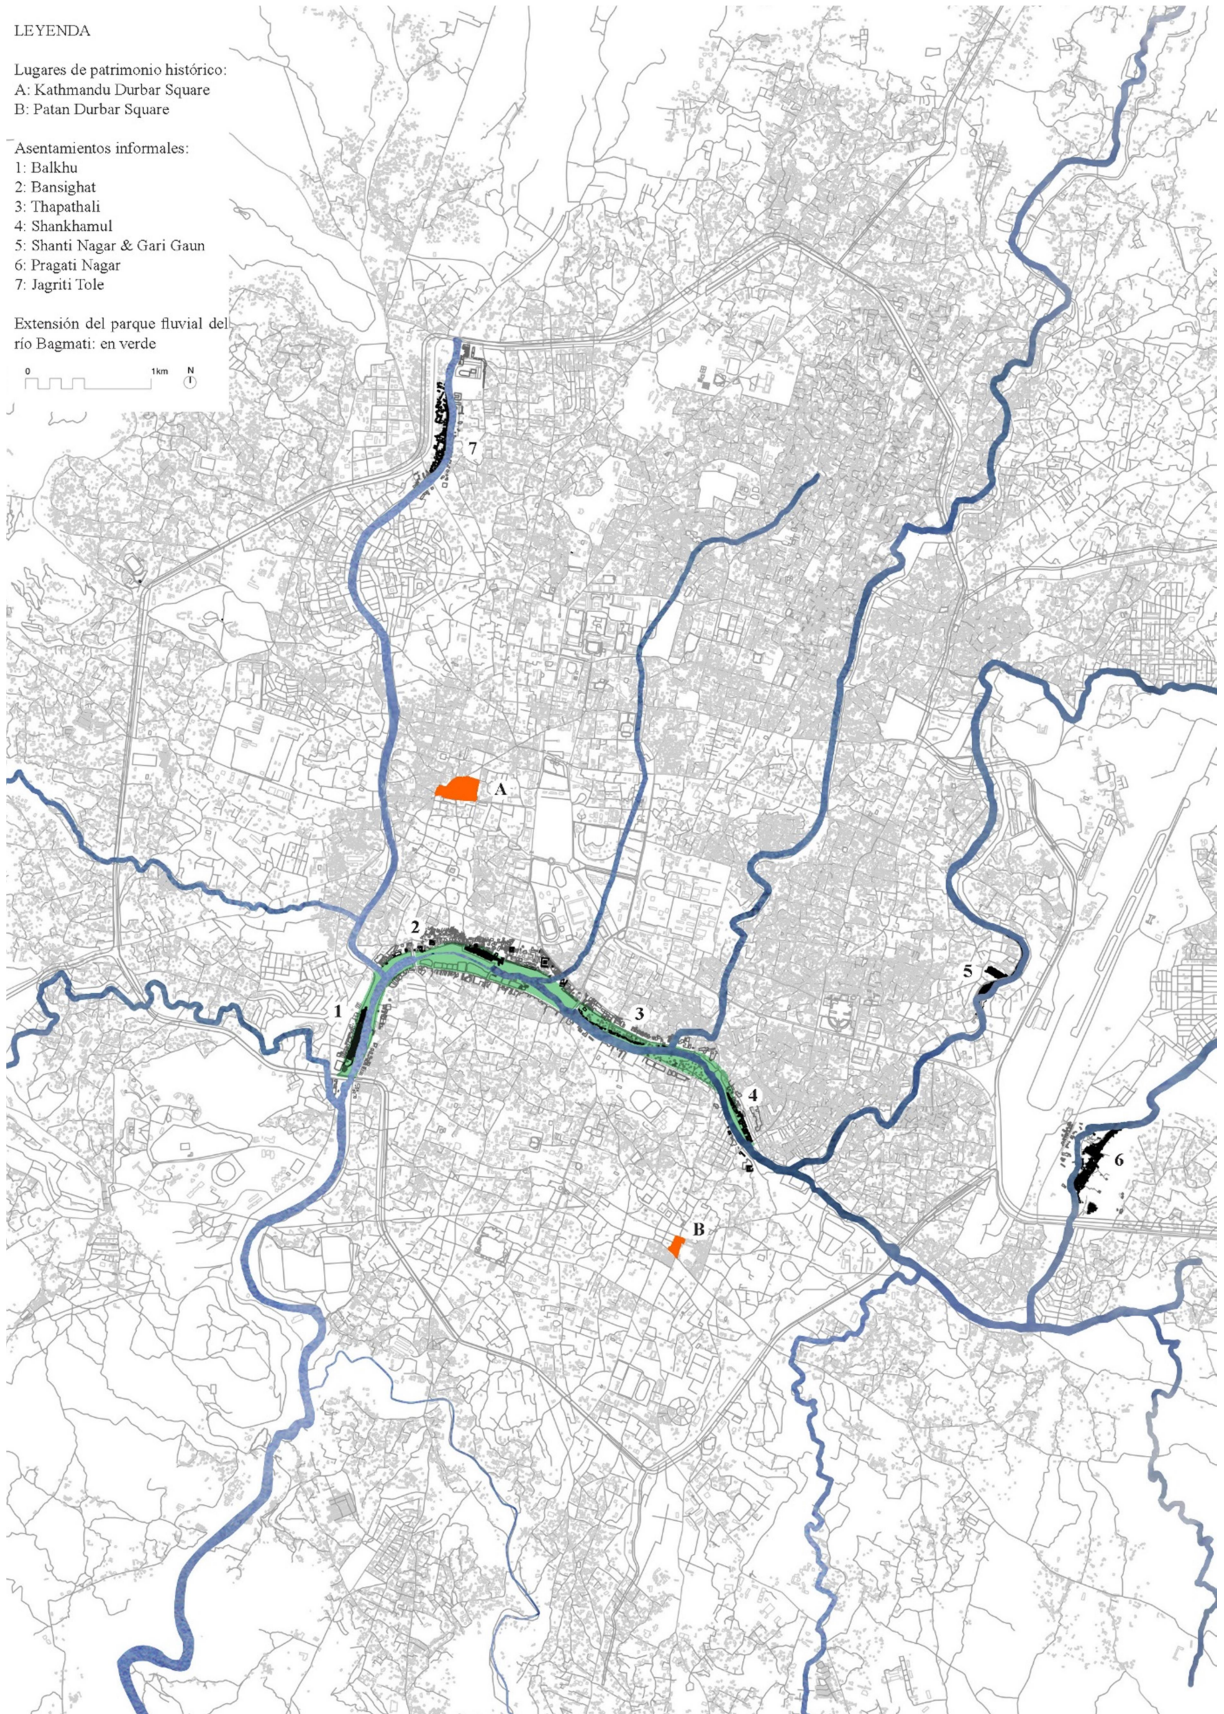 LEYENDA
Lugares de patrimonio histórico:
A: Kathmandu Durbar Square
B: Patan Durbar Square
Asentamientos informales:
1: Balkhu
2: Bansighat
3: Thapathali
4: Shankhamul
5: Shanti Nagar & Gari Gaun
6: Pragati Nagar
7: Jagriti Tole
Extensión del parque fluvial del
río Bagmati: en verde
0 1km N
7
A
2
5
1
3
4
6
B